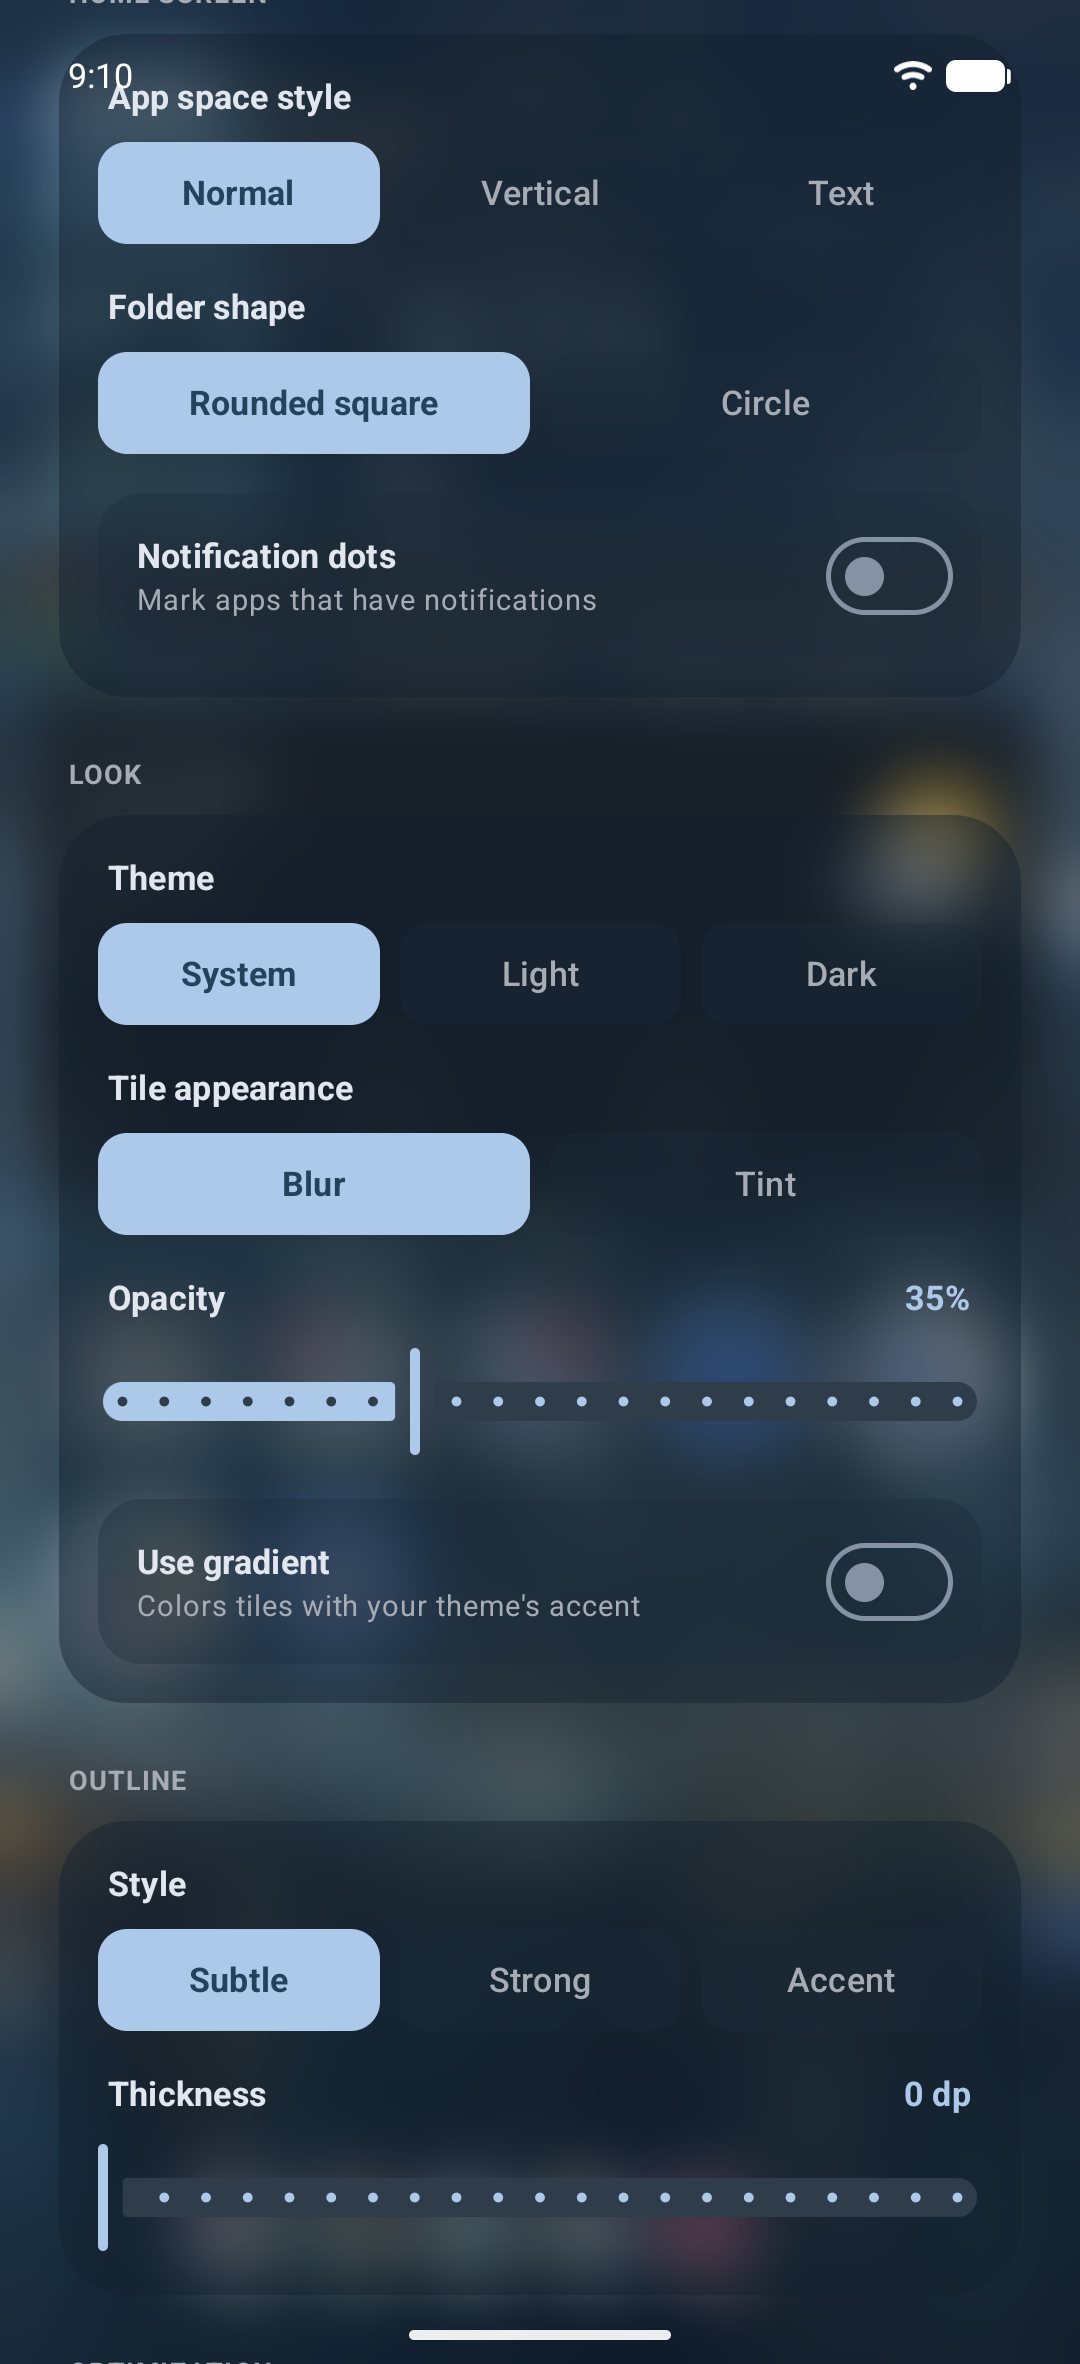 HOME SCREEN
9:10
App space style
Normal
Vertical
Text
Folder shape
Rounded square
Circle
Notification dots
Mark apps that have notifications
LOOK
Theme
System
Light
Dark
Tile appearance
Blur
Tint
Opacity
35%
Use gradient
Colors tiles with your theme's accent
OUTLINE
Style
Subtle
Strong
Accent
Thickness
0 dp